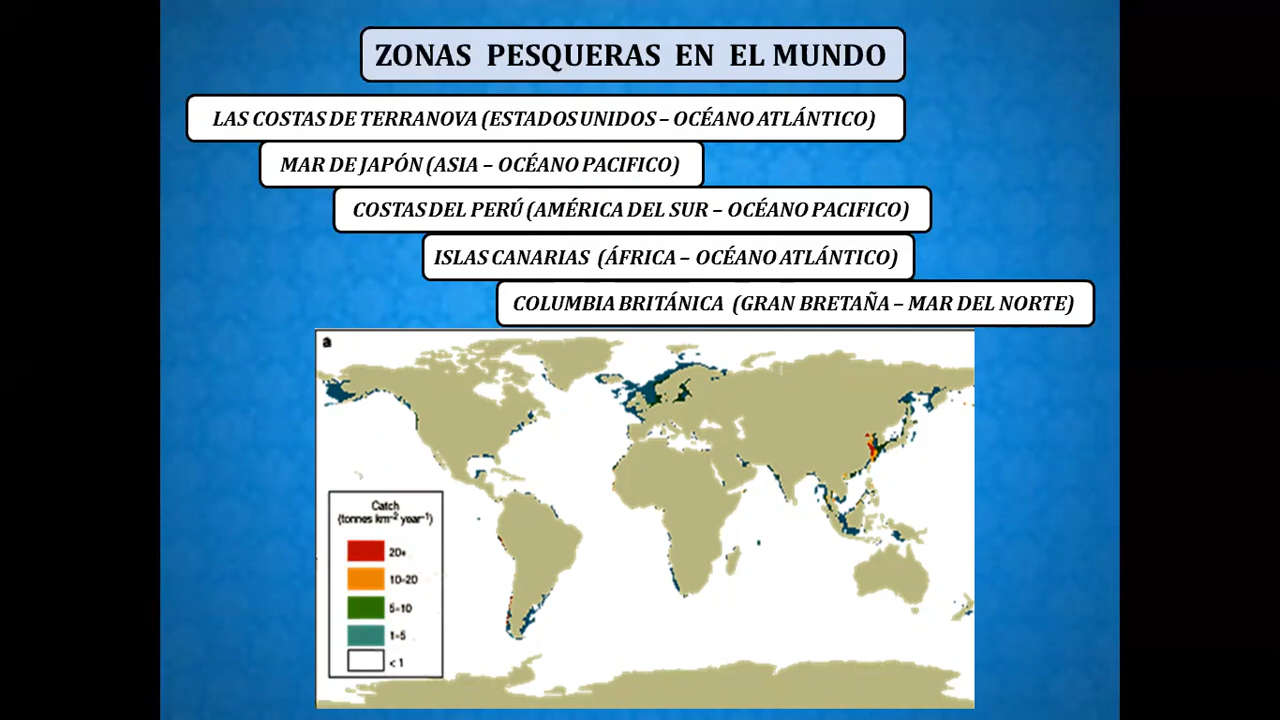 ZONAS PESQUERAS EN EL MUNDO
LAS COSTAS DE TERRANOVA (ESTADOS UNIDOS – OCÉANO ATLÁNTICO)
MAR DE JAPÓN (ASIA – OCÉANO PACIFICO)
COSTAS DEL PERÚ (AMÉRICA DEL SUR – OCÉANO PACIFICO)
ISLAS CANARIAS (ÁFRICA – OCÉANO ATLÁNTICO)
COLUMBIA BRITÁNICA (GRAN BRETAÑA – MAR DEL NORTE)
a
Catch
(tonnes km⁻² year⁻¹)
20+
10–20
5–10
1–5
< 1